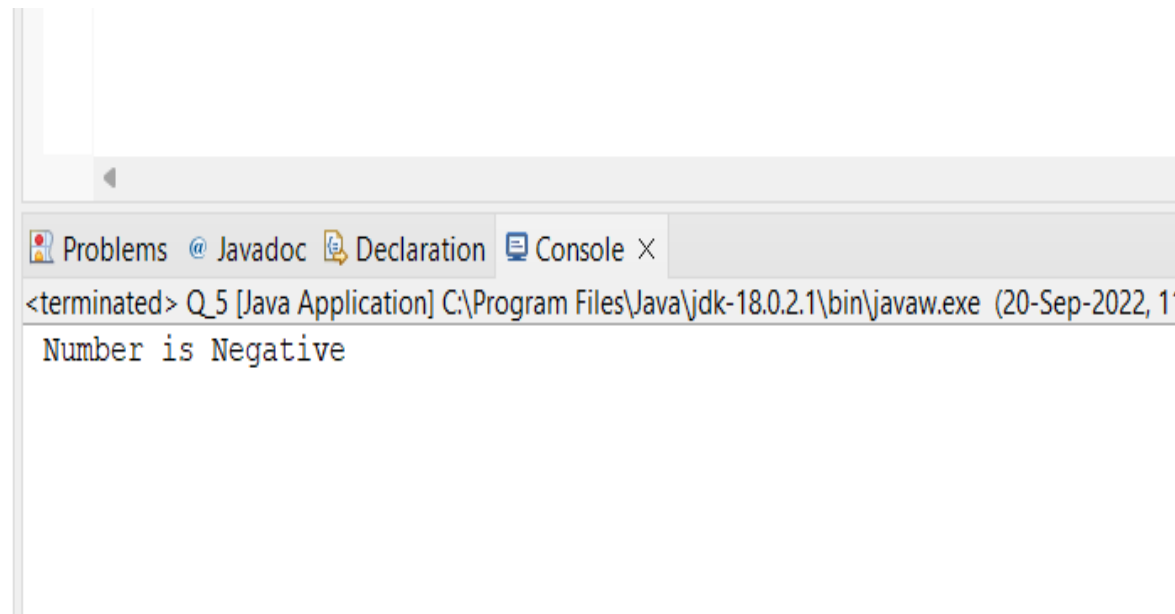 Problems @ Javadoc Declaration Console
<terminated> Q_5 [Java Application] C:\Program Files\Java\jdk-18.0.2.1\bin\javaw.exe (20-Sep-2022, 11
Number is Negative